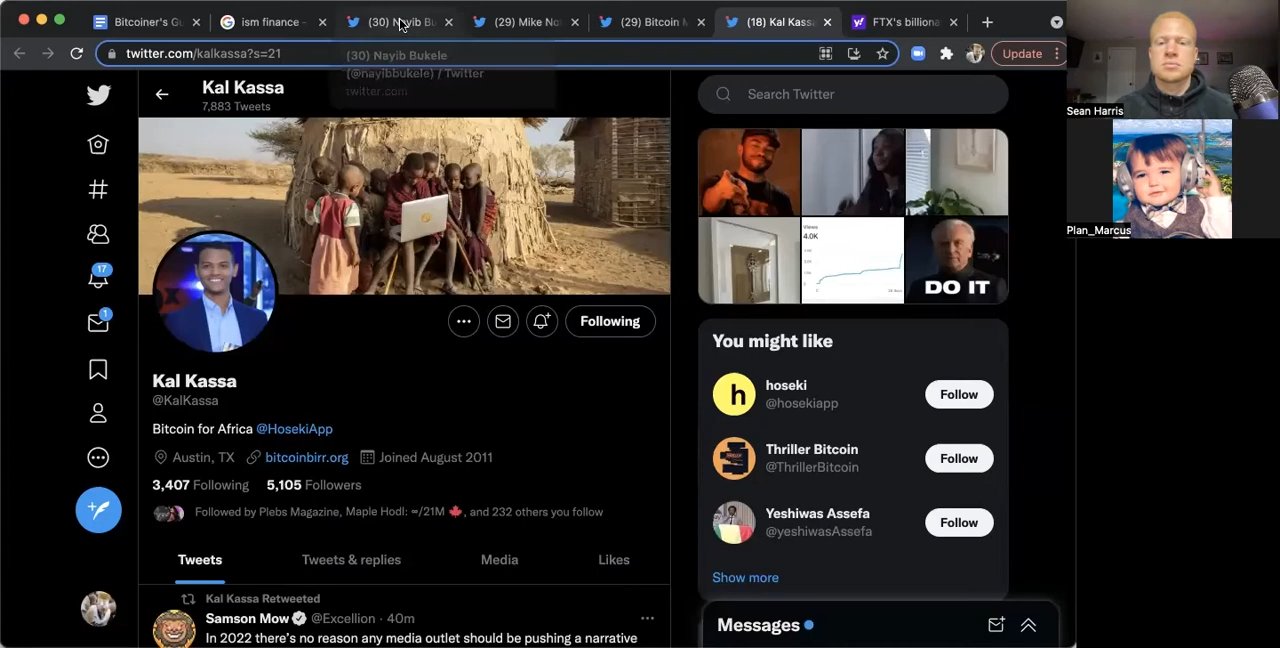 Bitcoiner's Gu
ism finance -
(30) Nayib Bu
(29) Mike No
(29) Bitcoin M
(18) Kal Kassa
FTX's billiona
twitter.com/kalkassa?s=21
Update
(30) Nayib Bukele
(@nayibbukele) / Twitter
twitter.com
Sean Harris
Plan_Marcus
Kal Kassa
7,883 Tweets
Search Twitter
Views
4.0K
DO IT
17
1
Following
Kal Kassa
@KalKassa
Bitcoin for Africa @HosekiApp
Austin, TX bitcoinbirr.org Joined August 2011
3,407 Following 5,105 Followers
Followed by Plebs Magazine, Maple Hodl: ≈/21M 🍁, and 232 others you follow
Tweets Tweets & replies Media Likes
Kal Kassa Retweeted
Samson Mow @Excellion · 40m
In 2022 there's no reason any media outlet should be pushing a narrative
You might like
h
hoseki
@hosekiapp
Follow
Thriller Bitcoin
@ThrillerBitcoin
Follow
Yeshiwas Assefa
@yeshiwasAssefa
Follow
Show more
Messages